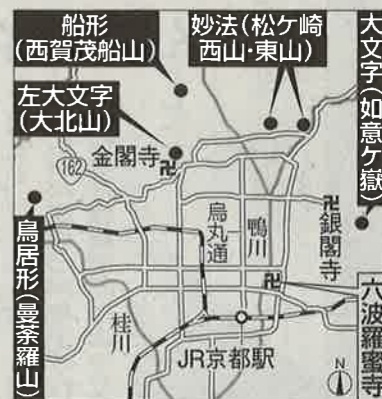 船形
(西賀茂船山)
妙法(松ケ崎
西山・東山)
大文字(如意ケ嶽)
左大文字
(大北山)
162
金閣寺
烏丸通
鴨川
銀閣寺
鳥居形(曼荼羅山)
桂川
六波羅蜜寺
JR京都駅
N